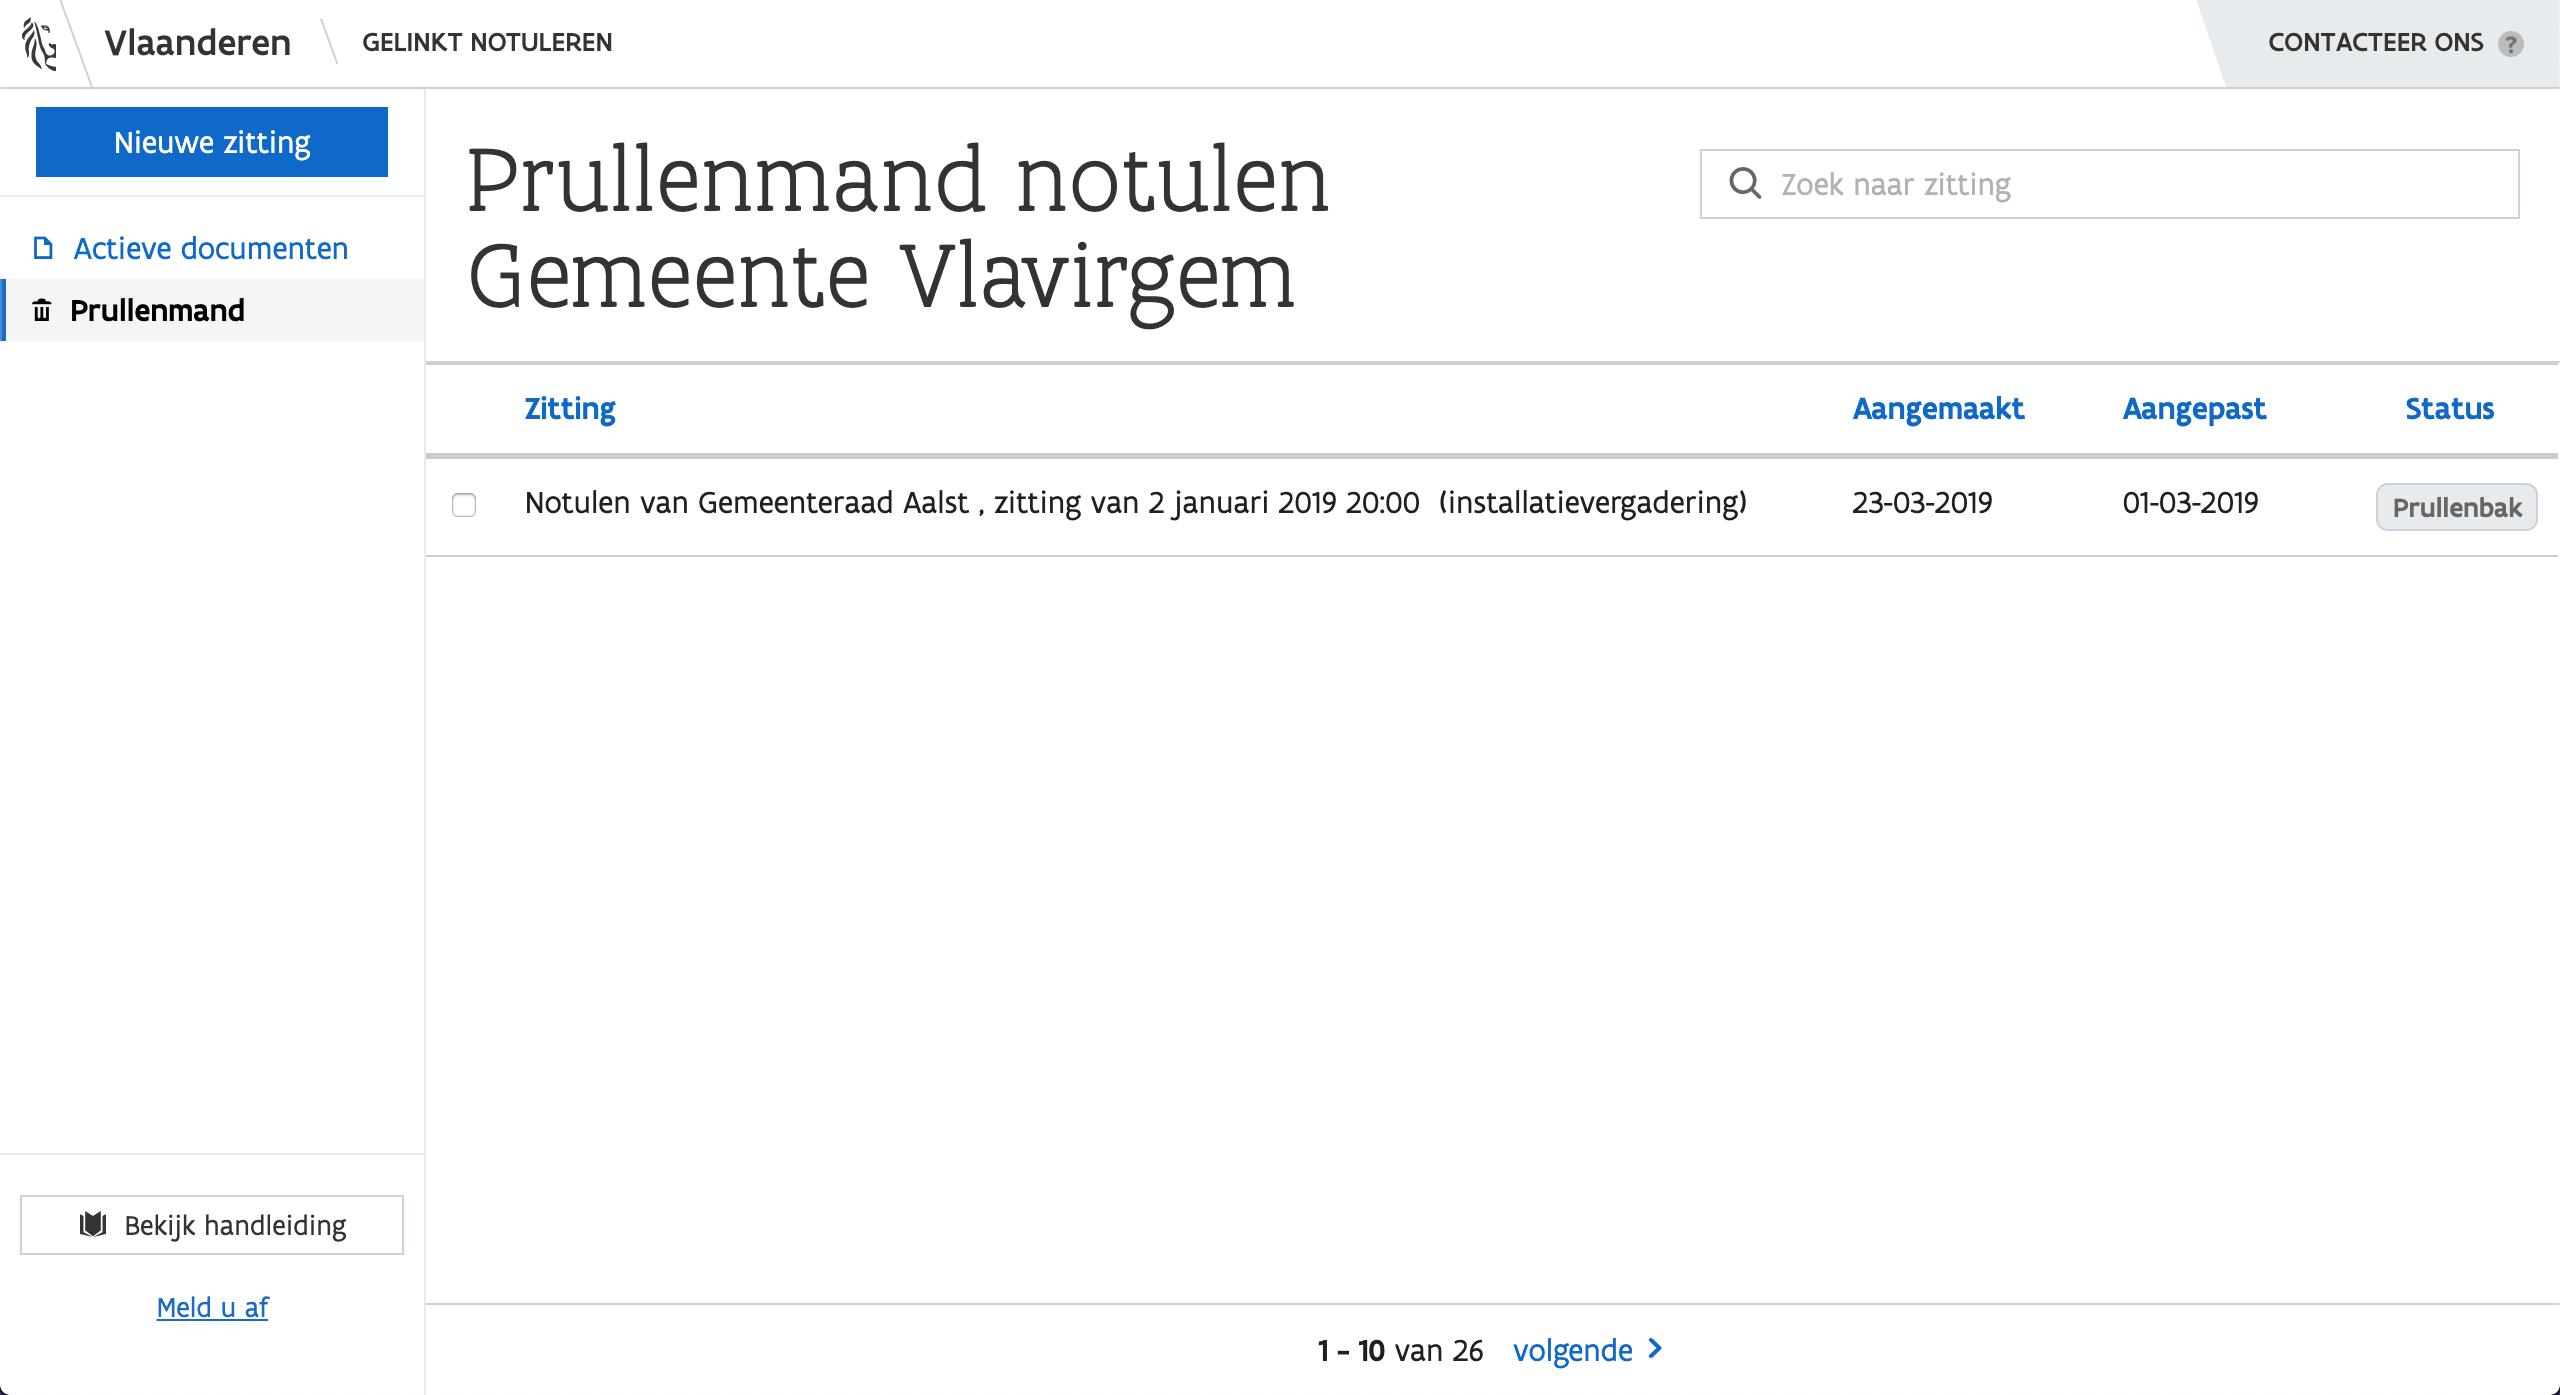 Vlaanderen
GELINKT NOTULEREN
CONTACTEER ONS ?
Nieuwe zitting
Actieve documenten
Prullenmand
Prullenmand notulen
Gemeente Vlavirgem
Zoek naar zitting
Zitting Aangemaakt Aangepast Status
Notulen van Gemeenteraad Aalst , zitting van 2 januari 2019 20:00 (installatievergadering) 23-03-2019 01-03-2019 Prullenbak
Bekijk handleiding
Meld u af
1 - 10 van 26 volgende